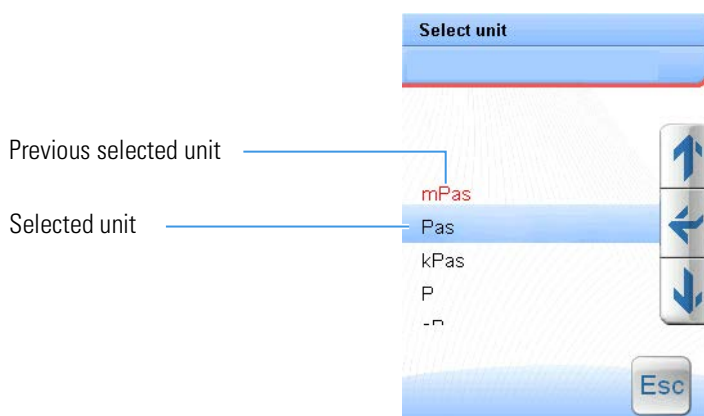 Select unit
Previous selected unit
mPas
Selected unit
Pas
kPas
P
Esc